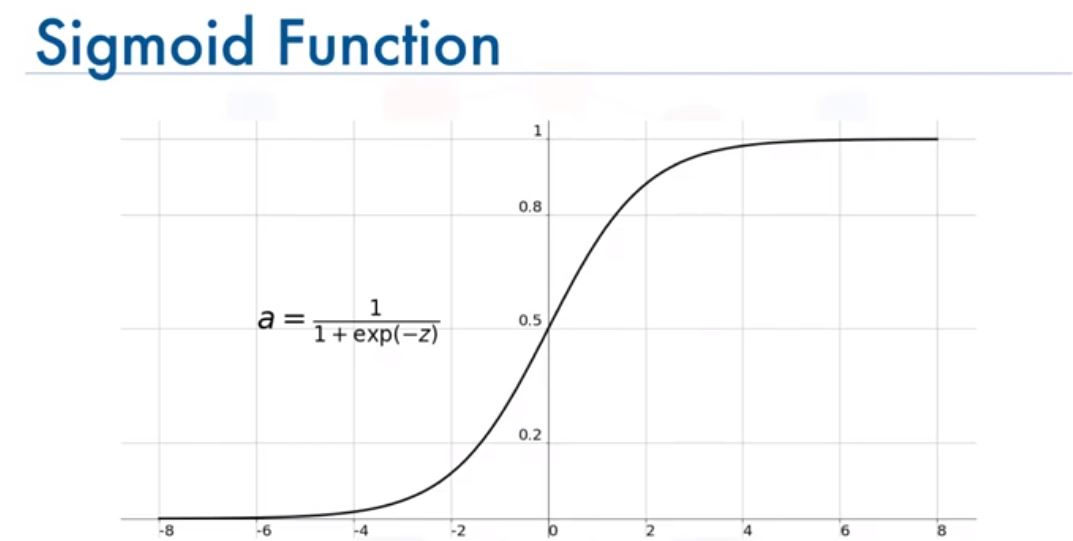 Sigmoid Function
1
0.8
a = 1 / (1 + exp(−z))
0.5
0.2
-8 -6 -4 -2 0 2 4 6 8